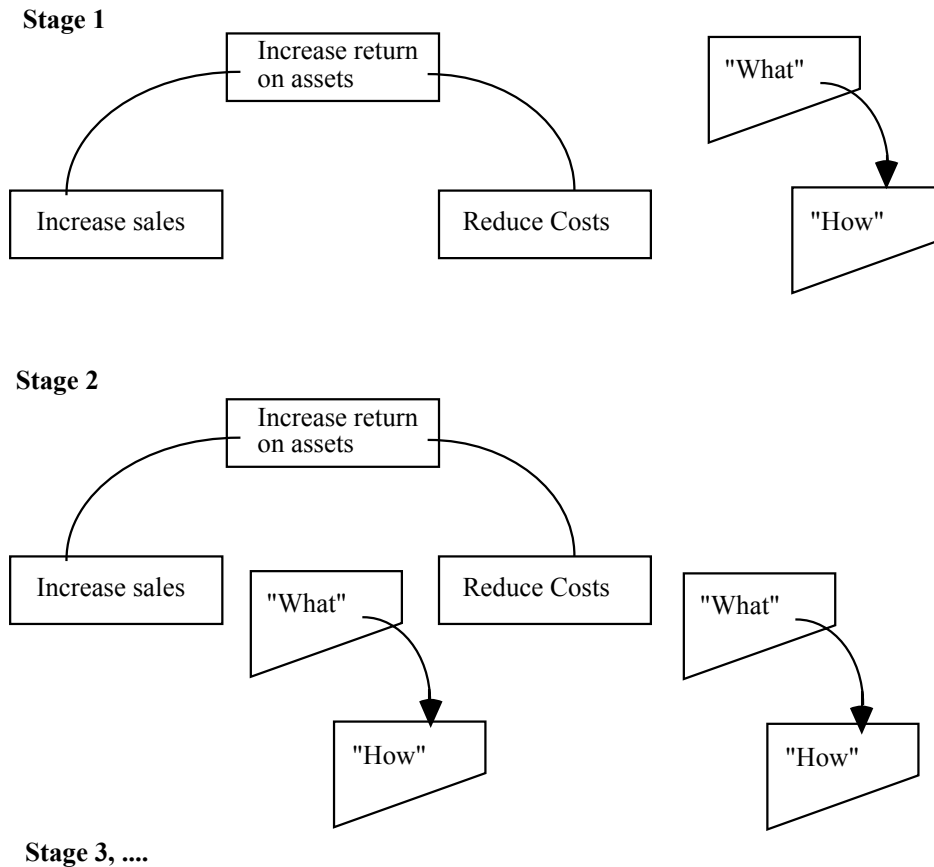 Stage 1
Increase return
on assets
"What"
Increase sales
Reduce Costs
"How"
Stage 2
Increase return
on assets
Increase sales
"What"
Reduce Costs
"What"
"How"
"How"
Stage 3, ....